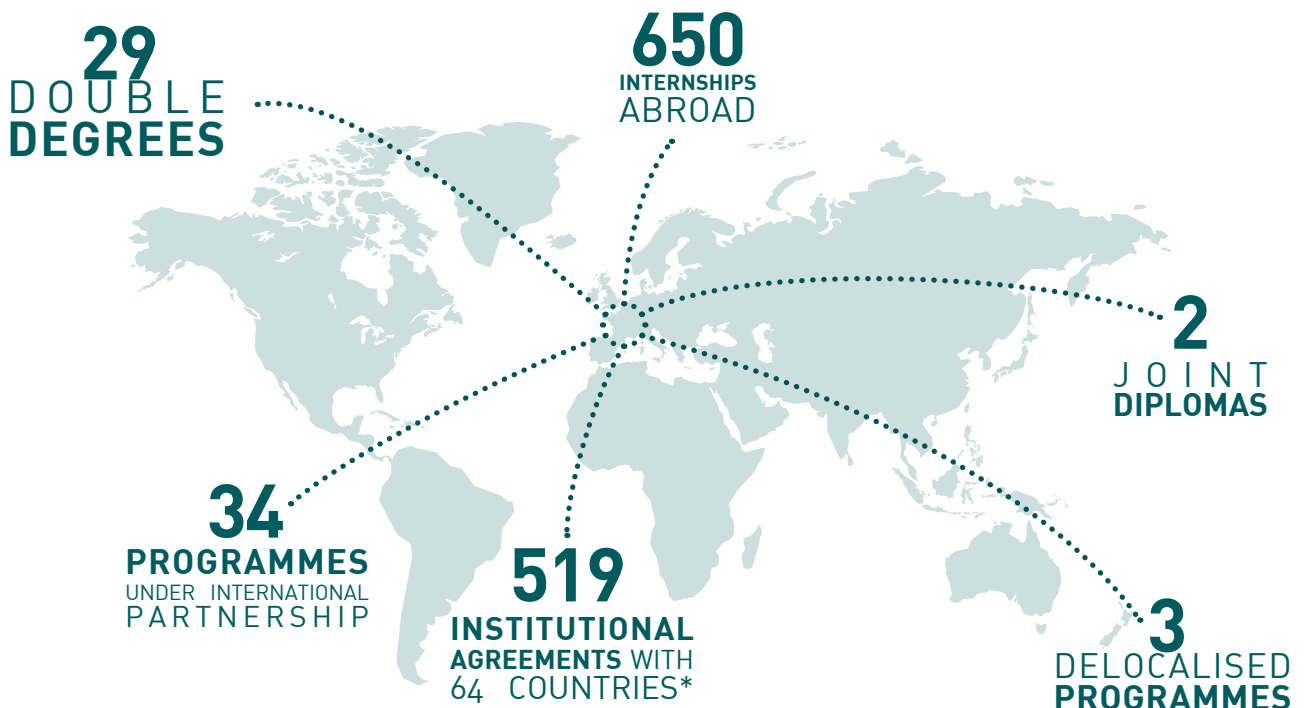 29
DOUBLE
DEGREES
650
INTERNSHIPS
ABROAD
2
JOINT
DIPLOMAS
34
PROGRAMMES
UNDER INTERNATIONAL
PARTNERSHIP
519
INSTITUTIONAL
AGREEMENTS WITH
64 COUNTRIES*
3
DELOCALISED
PROGRAMMES